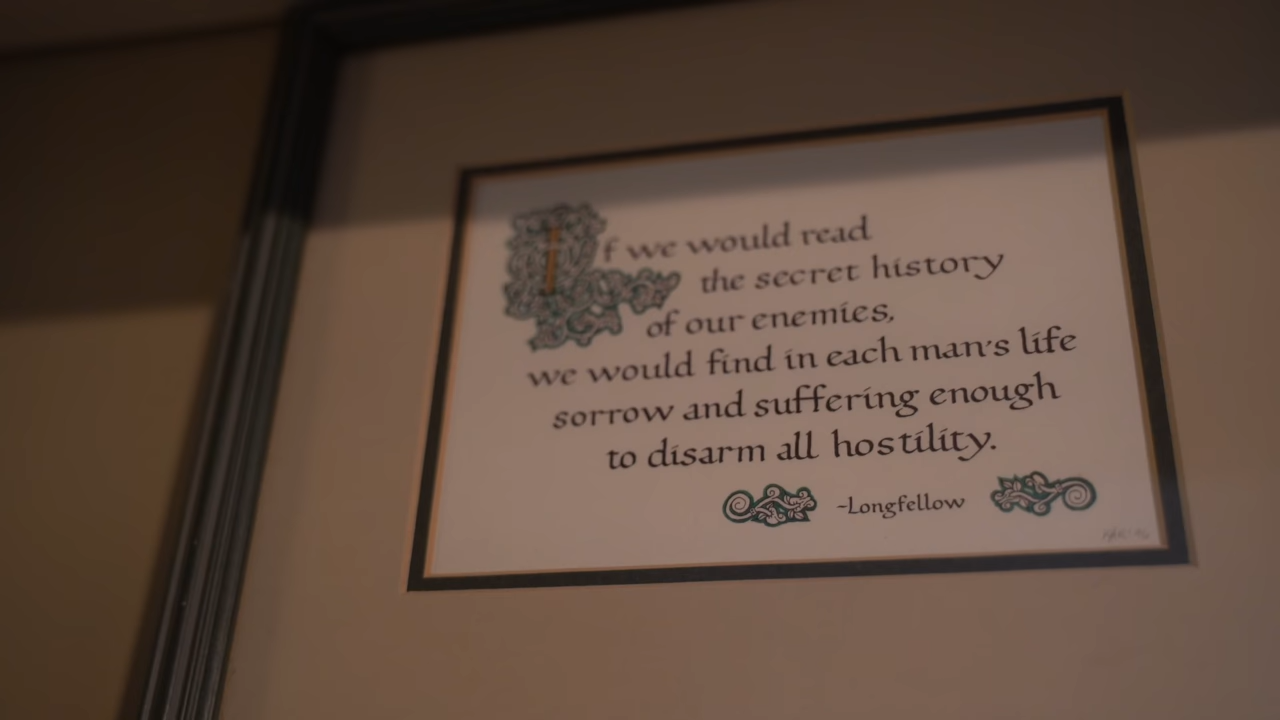 If we would read
the secret history
of our enemies,
we would find in each man's life
sorrow and suffering enough
to disarm all hostility.
-Longfellow